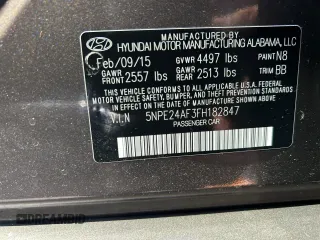 MANUFACTURED BY
HYUNDAI MOTOR MANUFACTURING ALABAMA, LLC
Feb/09/15 GVWR 4497 lbs PAINT N8
GAWR FRONT 2557 lbs GAWR REAR 2513 lbs TRIM BB
THIS VEHICLE CONFORMS TO ALL APPLICABLE U.S.A. FEDERAL
MOTOR VEHICLE SAFETY, BUMPER, AND THEFT PREVENTION
STANDARDS IN EFFECT ON THE DATE OF MANUFACTURE
SHOWN ABOVE.
V.I.N 5NPE24AF3FH182847
PASSENGER CAR
DREAMBID